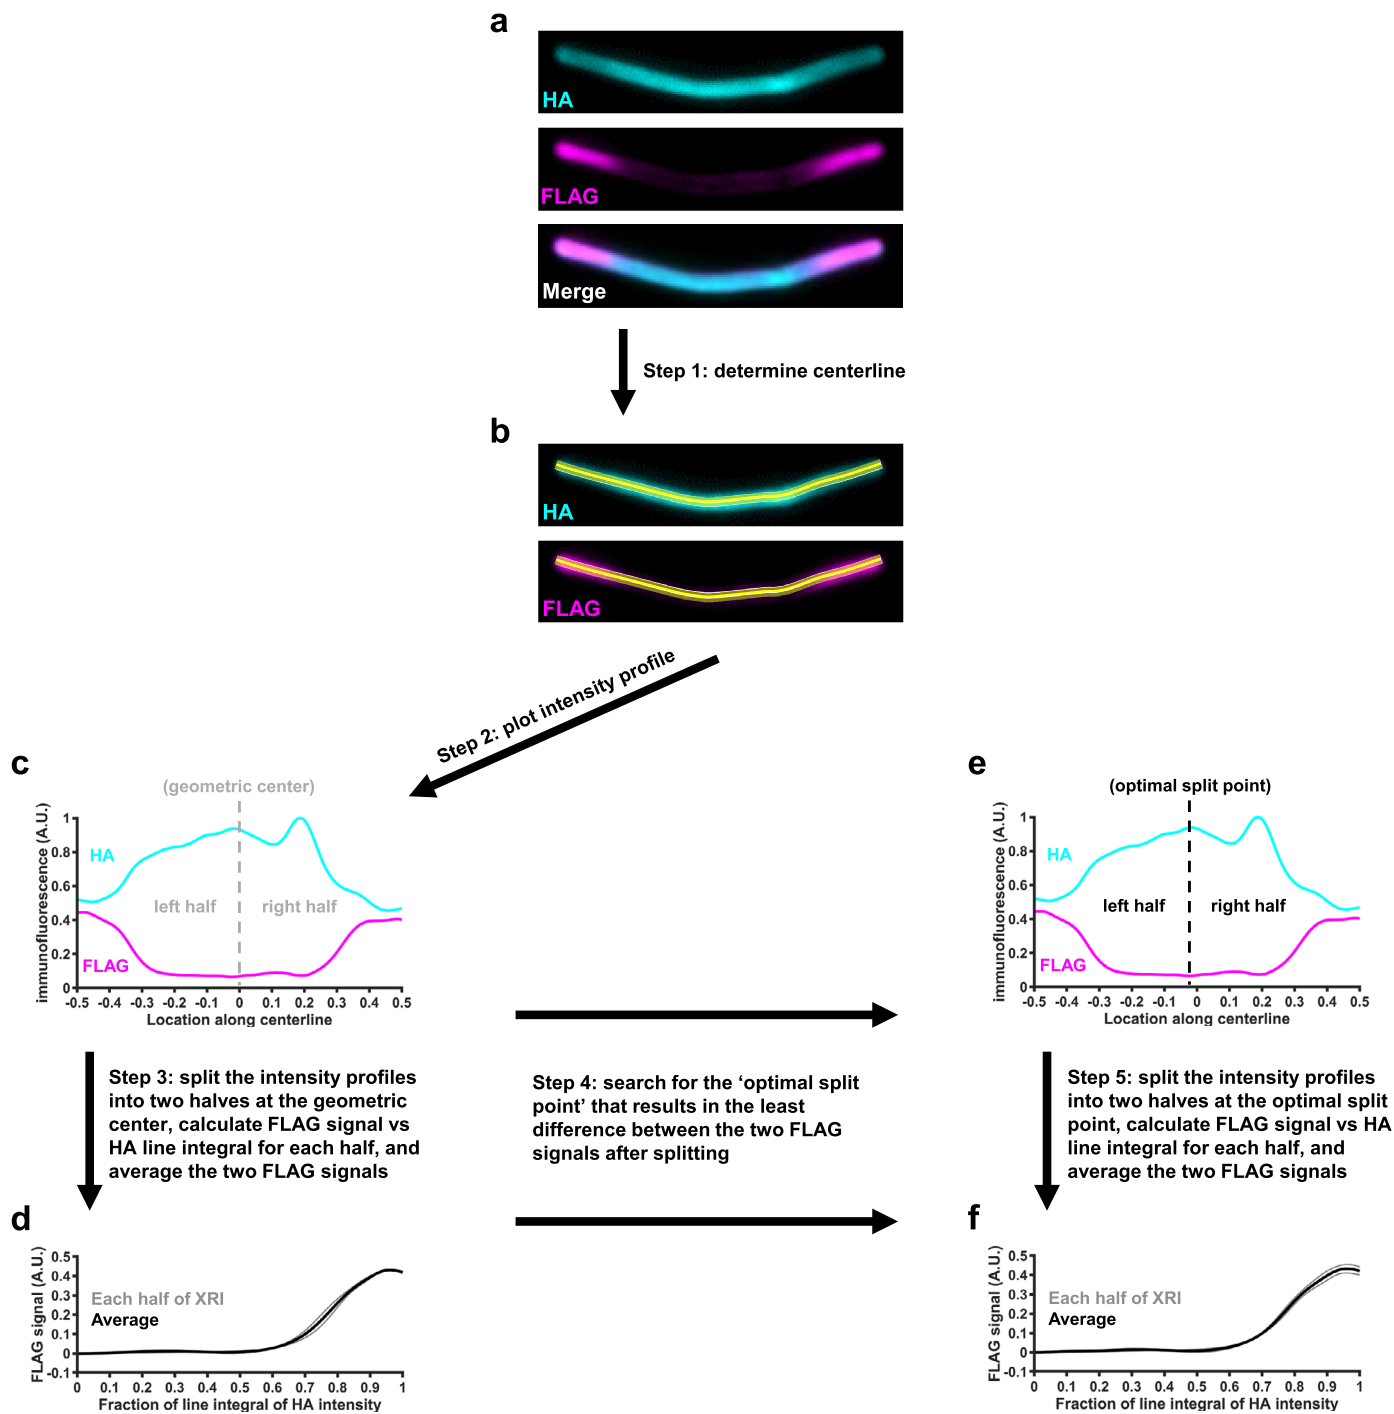 a
HA
FLAG
Merge
Step 1: determine centerline
b
HA
FLAG
Step 2: plot intensity profile
c
(geometric center)
immunofluorescence (A.U.)
1
0.8
0.6
0.4
0.2
0
HA
left half
right half
FLAG
-0.5 -0.4 -0.3 -0.2 -0.1 0 0.1 0.2 0.3 0.4 0.5
Location along centerline
e
(optimal split point)
immunofluorescence (A.U.)
1
0.8
0.6
0.4
0.2
0
HA
left half
right half
FLAG
-0.5 -0.4 -0.3 -0.2 -0.1 0 0.1 0.2 0.3 0.4 0.5
Location along centerline
Step 3: split the intensity profiles
into two halves at the geometric
center, calculate FLAG signal vs
HA line integral for each half, and
average the two FLAG signals
Step 4: search for the ‘optimal split
point’ that results in the least
difference between the two FLAG
signals after splitting
Step 5: split the intensity profiles
into two halves at the optimal split
point, calculate FLAG signal vs HA
line integral for each half, and
average the two FLAG signals
d
FLAG signal (A.U.)
0.5
0.4
0.3
0.2
0.1
0
-0.1
Each half of XRI
Average
0 0.1 0.2 0.3 0.4 0.5 0.6 0.7 0.8 0.9 1
Fraction of line integral of HA intensity
f
FLAG signal (A.U.)
0.5
0.4
0.3
0.2
0.1
0
-0.1
Each half of XRI
Average
0 0.1 0.2 0.3 0.4 0.5 0.6 0.7 0.8 0.9 1
Fraction of line integral of HA intensity